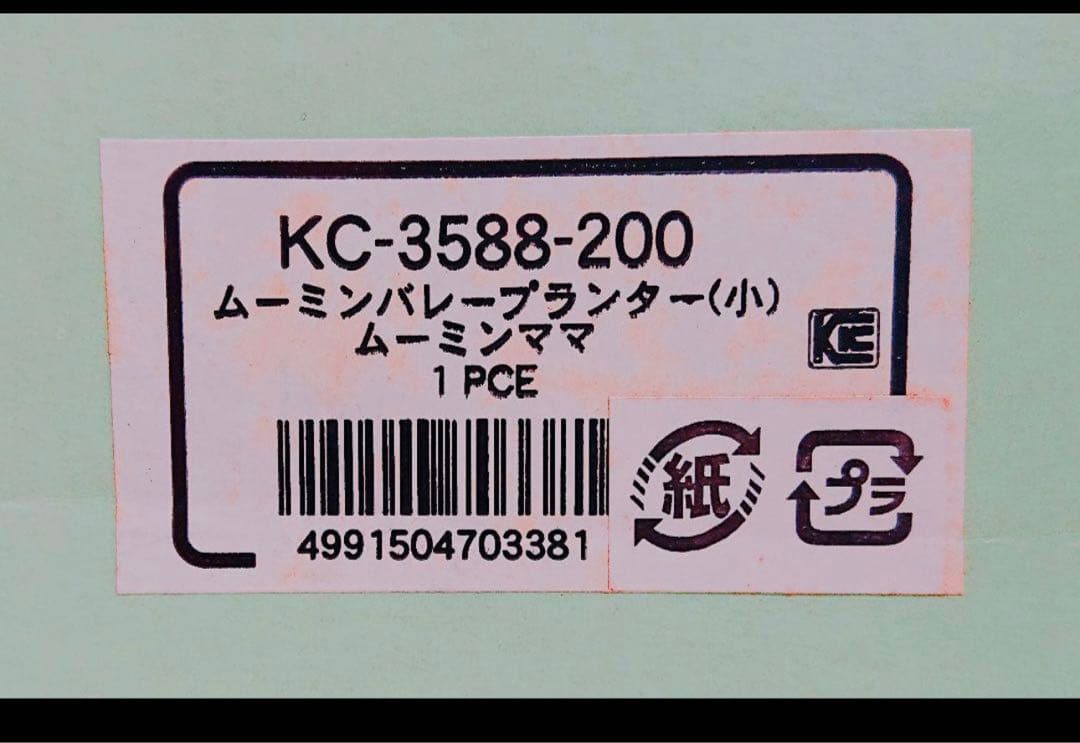 KC-3588-200
ムーミンバレープランター(小)
ムーミンママ
1 PCE
KE
4991504703381
紙
プラ